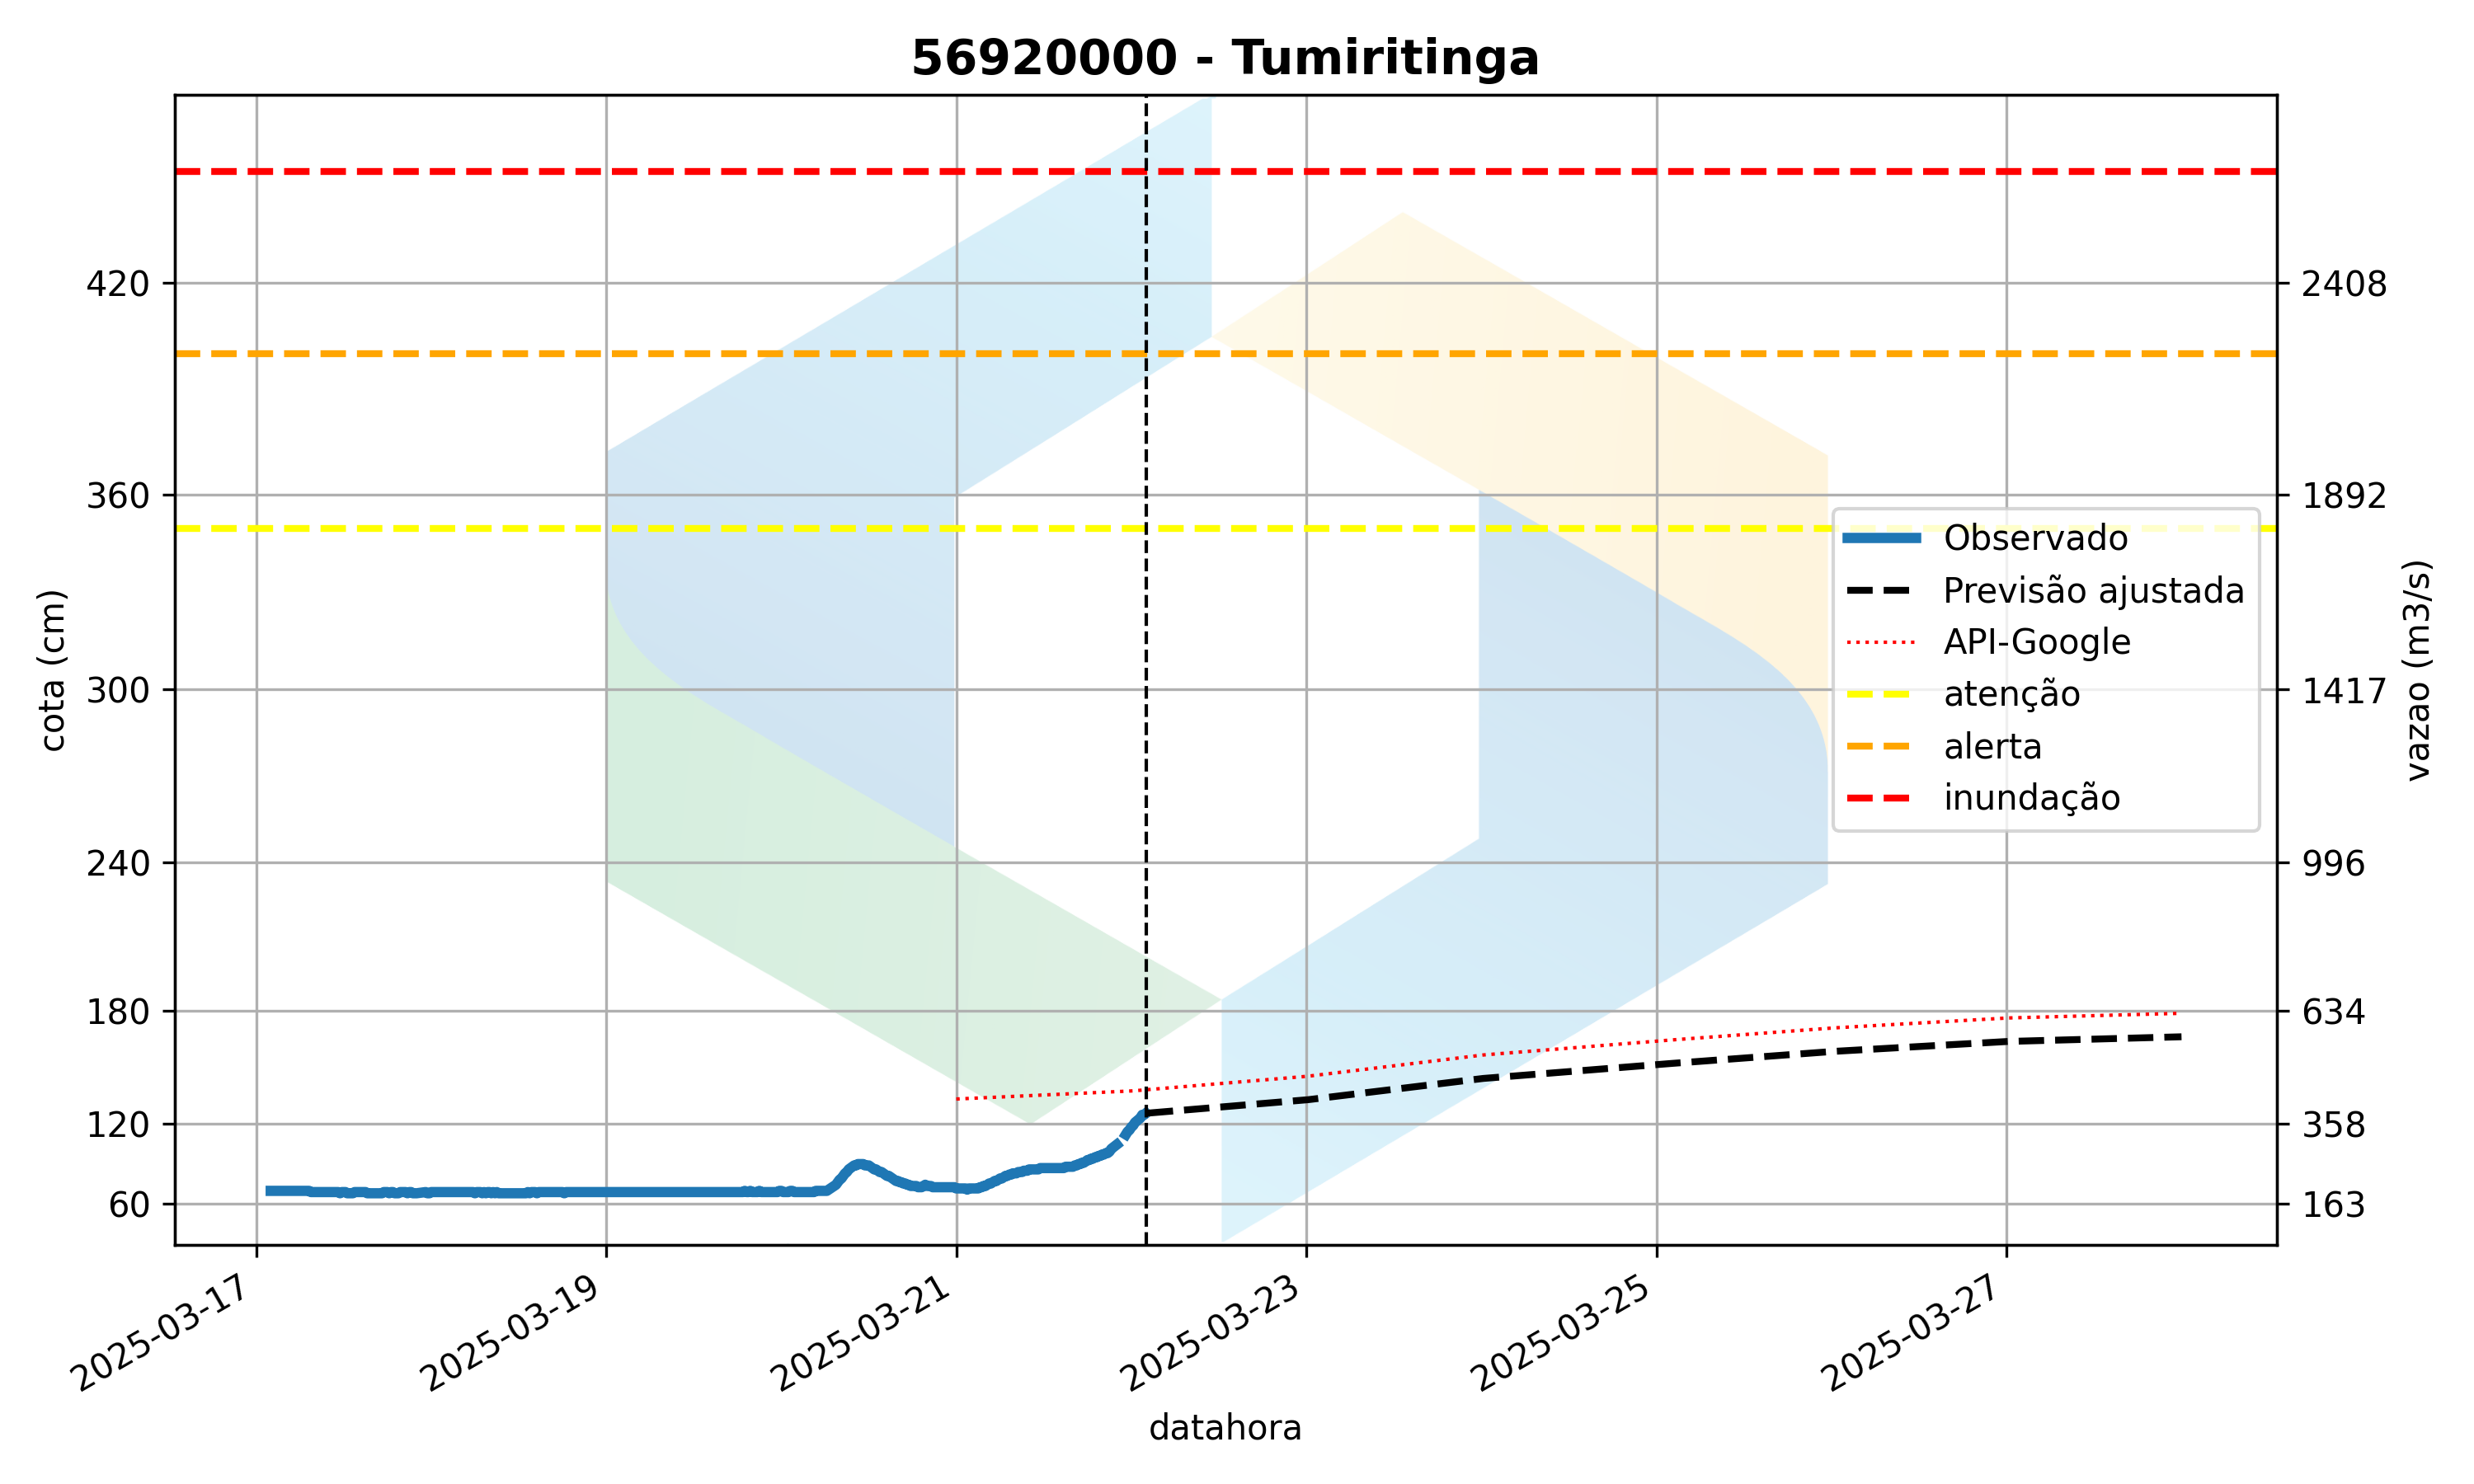 56920000 - Tumiritinga
420
360
300
240
180
120
60
cota (cm)
2408
1892
1417
996
634
358
163
vazao (m3/s)
Observado
Previsão ajustada
API-Google
atenção
alerta
inundação
2025-03-17
2025-03-19
2025-03-21
2025-03-23
2025-03-25
2025-03-27
datahora